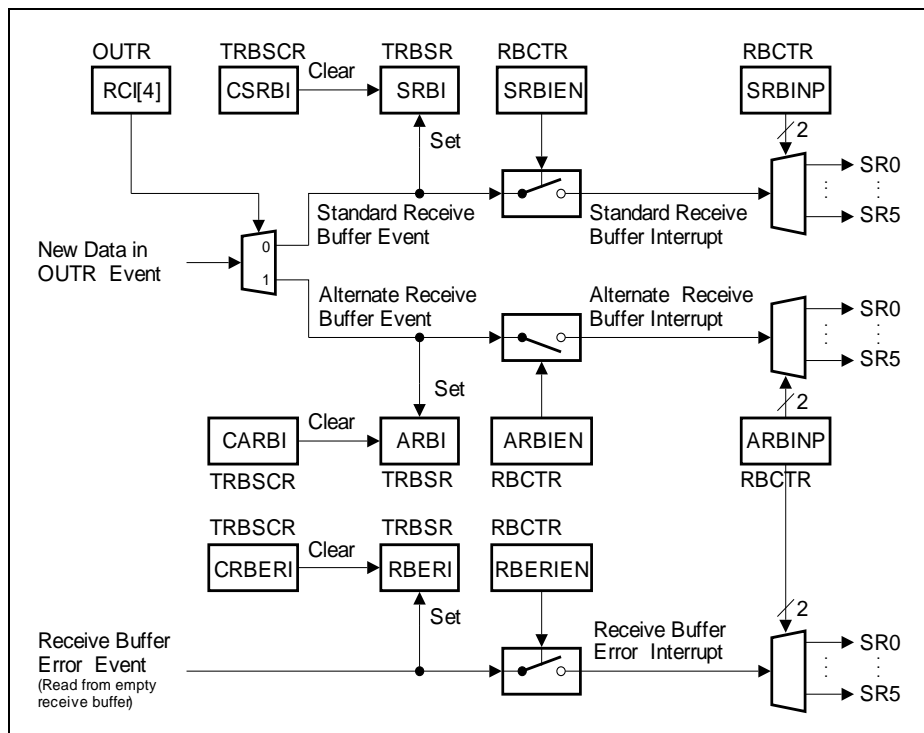 OUTR
TRBSCR
TRBSR
RBCTR
RBCTR
RCI[4]
CSRBI
Clear
SRBI
SRBIEN
SRBINP
Set
2
SR0
SR5
Standard Receive
Buffer Event
Standard Receive
Buffer Interrupt
New Data in
OUTR Event
0
1
Alternate Receive
Buffer Event
Alternate Receive
Buffer Interrupt
SR0
SR5
Set
2
CARBI
Clear
ARBI
ARBIEN
ARBINP
TRBSCR
TRBSR
RBCTR
RBCTR
TRBSCR
TRBSR
RBCTR
CRBERI
Clear
RBERI
RBERIEN
Set
2
Receive Buffer
Error Event
(Read from empty
receive buffer)
Receive Buffer
Error Interrupt
SR0
SR5